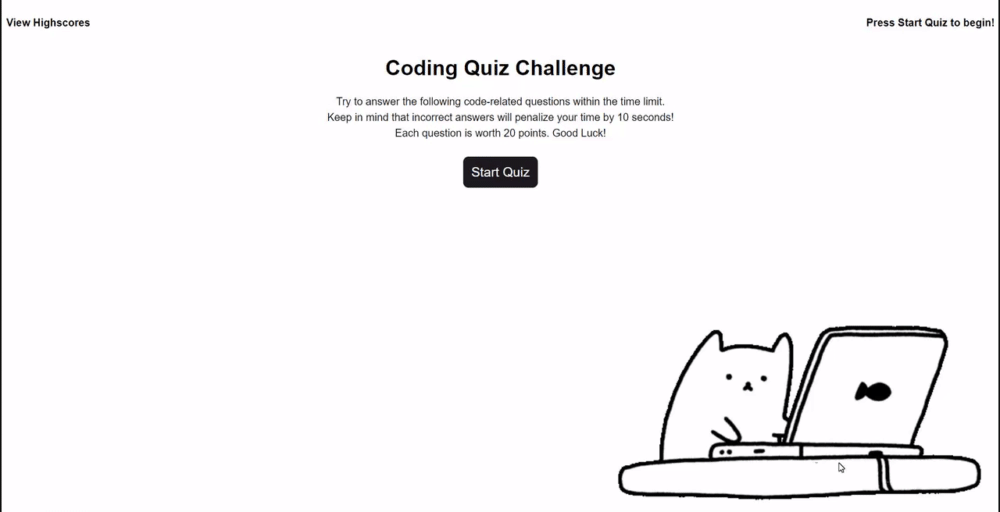 View Highscores
Press Start Quiz to begin!
Coding Quiz Challenge
Try to answer the following code-related questions within the time limit.
Keep in mind that incorrect answers will penalize your time by 10 seconds!
Each question is worth 20 points. Good Luck!
Start Quiz